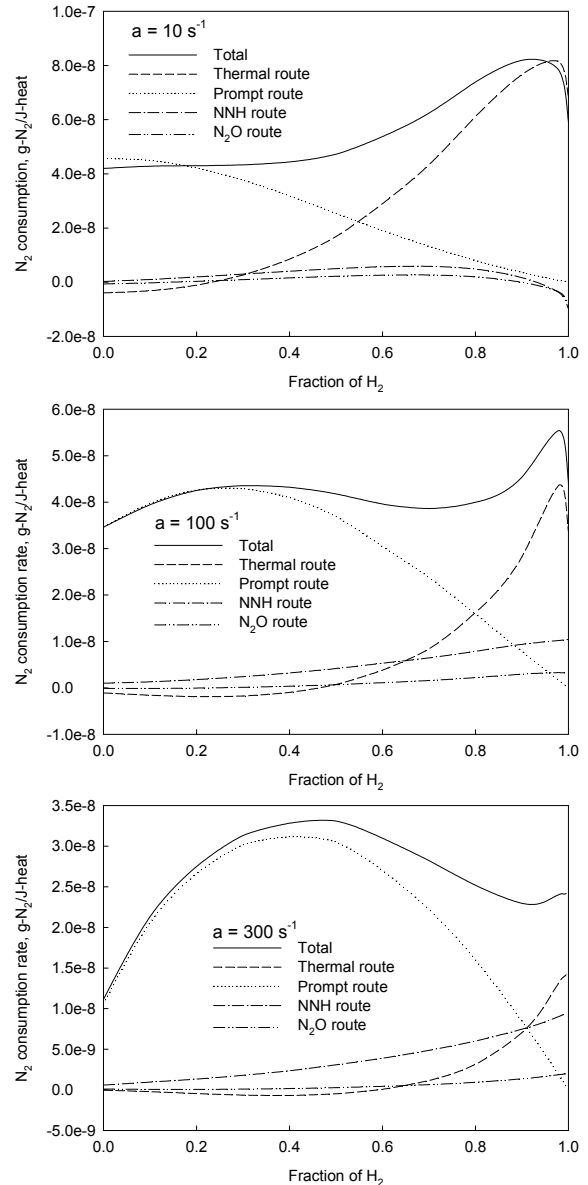 1.0e-7
8.0e-8
6.0e-8
4.0e-8
2.0e-8
0.0
-2.0e-8
N₂ consumption, g-N₂/J-heat
a = 10 s⁻¹
Total
Thermal route
Prompt route
NNH route
N₂O route
0.0 0.2 0.4 0.6 0.8 1.0
Fraction of H₂
6.0e-8
5.0e-8
4.0e-8
3.0e-8
2.0e-8
1.0e-8
0.0
-1.0e-8
N₂ consumption rate, g-N₂/J-heat
a = 100 s⁻¹
Total
Thermal route
Prompt route
NNH route
N₂O route
0.0 0.2 0.4 0.6 0.8 1.0
Fraction of H₂
3.5e-8
3.0e-8
2.5e-8
2.0e-8
1.5e-8
1.0e-8
5.0e-9
0.0
-5.0e-9
N₂ consumption rate, g-N₂/J-heat
a = 300 s⁻¹
Total
Thermal route
Prompt route
NNH route
N₂O route
0.0 0.2 0.4 0.6 0.8 1.0
Fraction of H₂